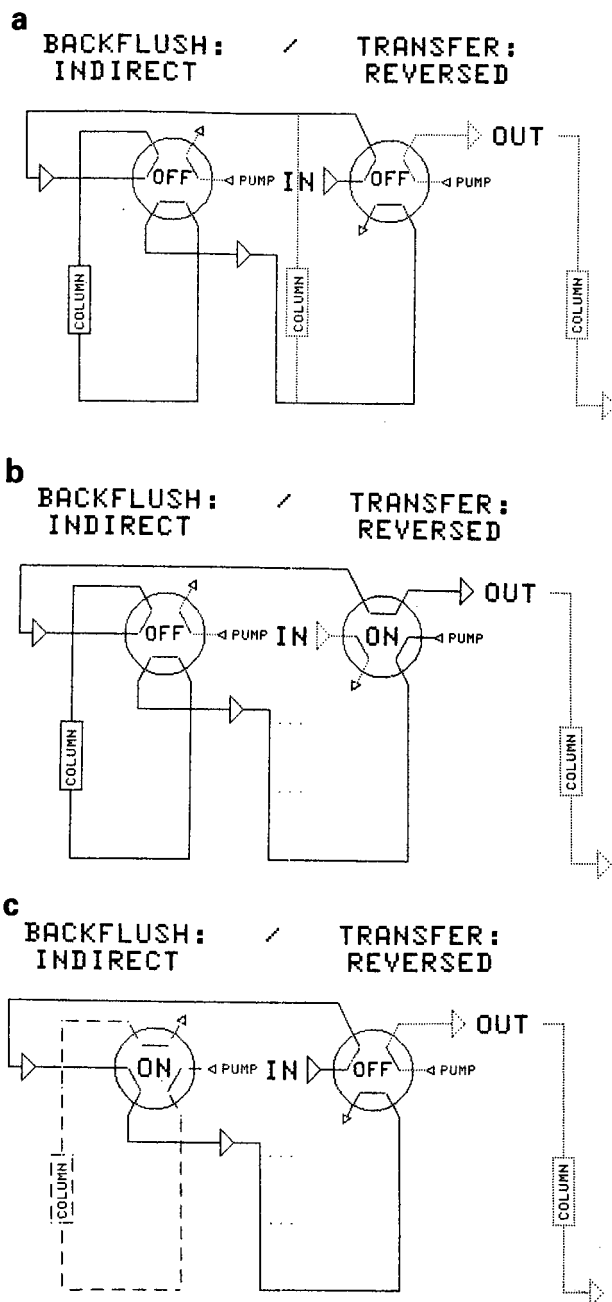 a
BACKFLUSH: / TRANSFER:
INDIRECT REVERSED
OFF PUMP IN OFF PUMP OUT
COLUMN COLUMN COLUMN
b
BACKFLUSH: / TRANSFER:
INDIRECT REVERSED
OFF PUMP IN ON PUMP OUT
COLUMN COLUMN
c
BACKFLUSH: / TRANSFER:
INDIRECT REVERSED
ON PUMP IN OFF PUMP OUT
COLUMN COLUMN